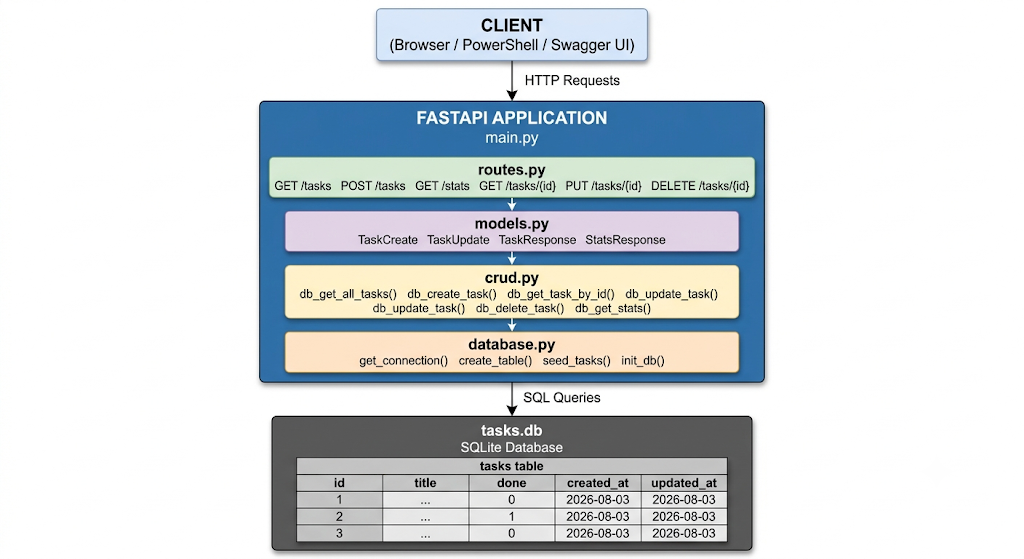 CLIENT
(Browser / PowerShell / Swagger UI)
HTTP Requests
FASTAPI APPLICATION
main.py
routes.py
GET /tasks POST /tasks GET /stats GET /tasks/{id} PUT /tasks/{id} DELETE /tasks/{id}
models.py
TaskCreate TaskUpdate TaskResponse StatsResponse
crud.py
db_get_all_tasks() db_create_task() db_get_task_by_id() db_update_task()
db_update_task() db_delete_task() db_get_stats()
database.py
get_connection() create_table() seed_tasks() init_db()
SQL Queries
tasks.db
SQLite Database
tasks table
id title done created_at updated_at
1 ... 0 2026-08-03 2026-08-03
2 ... 1 2026-08-03 2026-08-03
3 ... 0 2026-08-03 2026-08-03